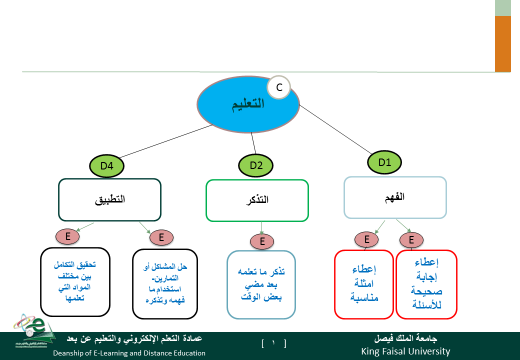 C
التعليم
D1
D2
D4
الفهم
التذكر
التطبيق
E
E
E
E
E
إعطاء
إجابة
صحيحة
للأسئلة
إعطاء
امثلة
مناسبة
تذكر ما تعلمه
بعد مضي
بعض الوقت
حل المشاكل أو
التمارين-
استخدام ما
فهمه وتذكره
تحقيق التكامل
بين مختلف
المواد التي
تعلمها
جامعة الملك فيصل
King Faisal University
[ ١ ]
عمادة التعلم الإلكتروني والتعليم عن بعد
Deanship of E-Learning and Distance Education